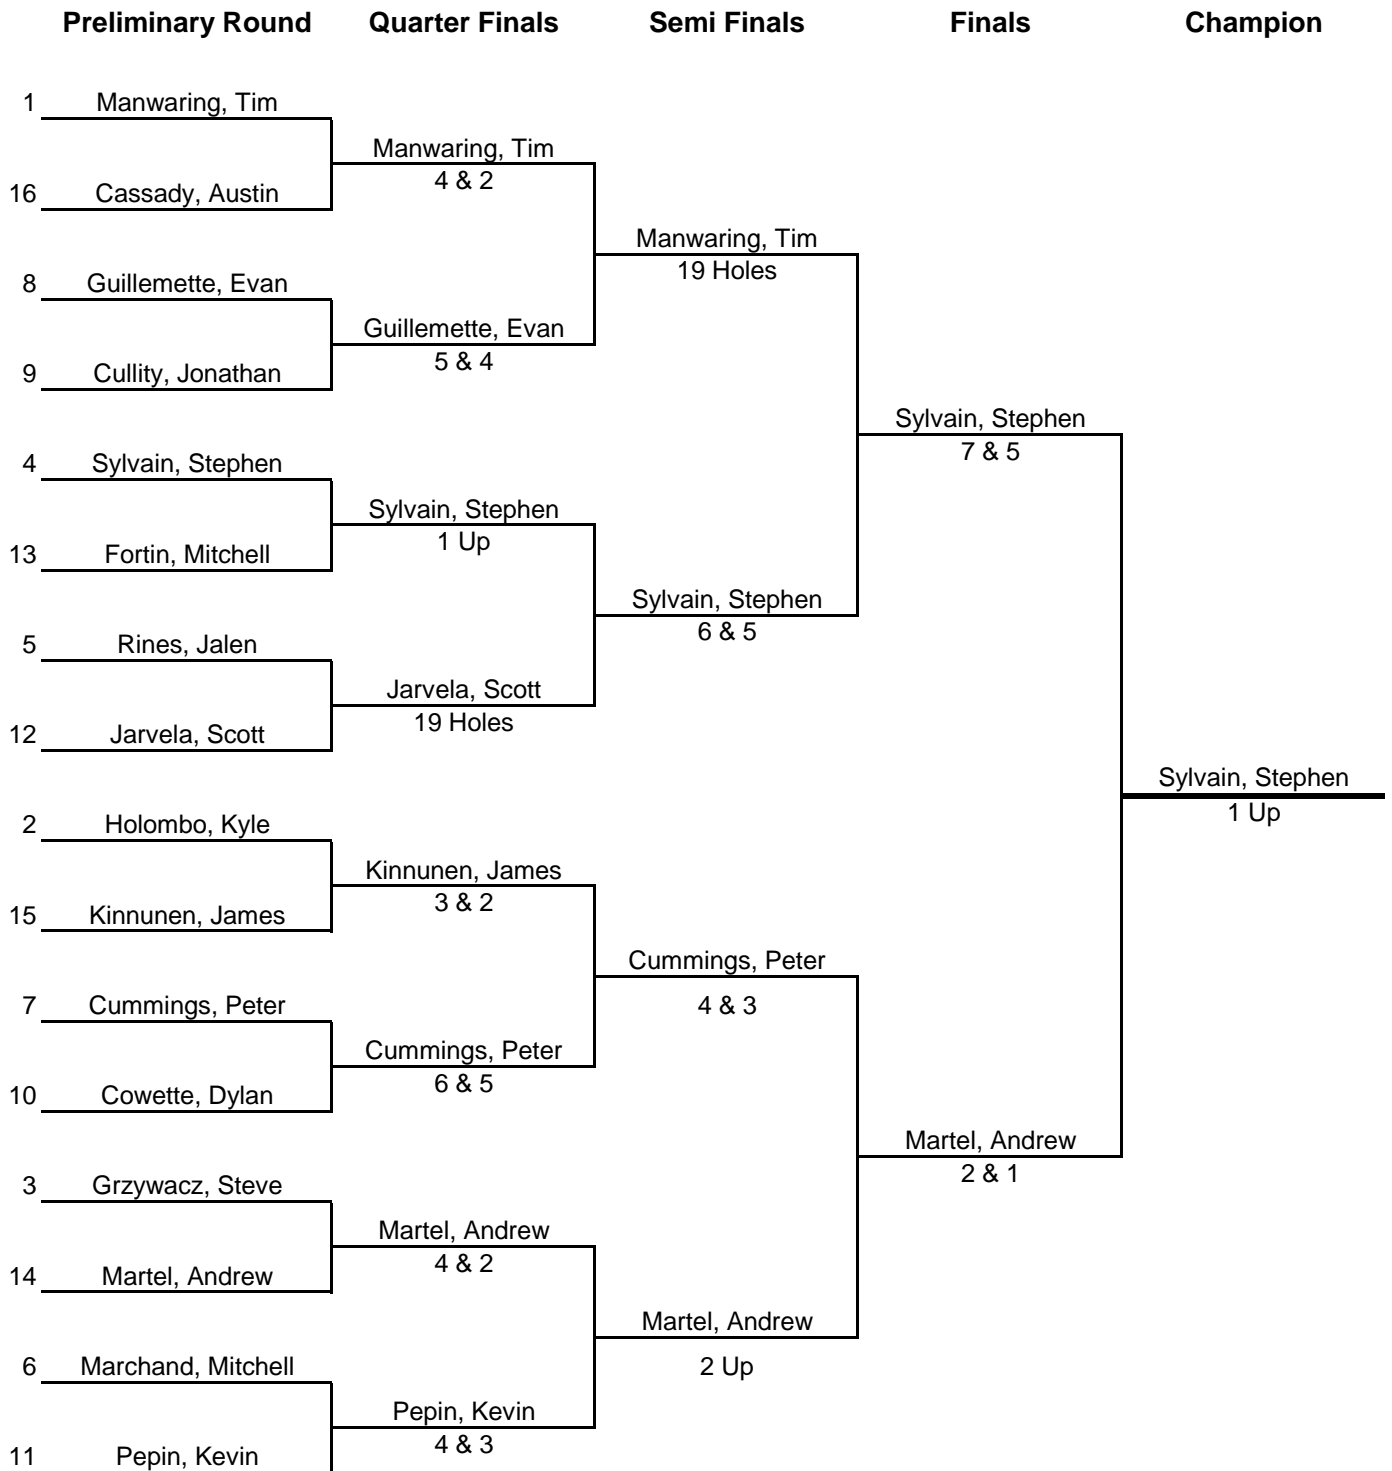 Preliminary Round Quarter Finals Semi Finals Finals Champion
1 Manwaring, Tim
Manwaring, Tim
4 & 2
16 Cassady, Austin
Manwaring, Tim
19 Holes
8 Guillemette, Evan
Guillemette, Evan
5 & 4
9 Cullity, Jonathan
Sylvain, Stephen
7 & 5
4 Sylvain, Stephen
Sylvain, Stephen
1 Up
13 Fortin, Mitchell
Sylvain, Stephen
6 & 5
5 Rines, Jalen
Jarvela, Scott
19 Holes
12 Jarvela, Scott
Sylvain, Stephen
1 Up
2 Holombo, Kyle
Kinnunen, James
3 & 2
15 Kinnunen, James
Cummings, Peter
4 & 3
7 Cummings, Peter
Cummings, Peter
6 & 5
10 Cowette, Dylan
Martel, Andrew
2 & 1
3 Grzywacz, Steve
Martel, Andrew
4 & 2
14 Martel, Andrew
Martel, Andrew
2 Up
6 Marchand, Mitchell
Pepin, Kevin
4 & 3
11 Pepin, Kevin